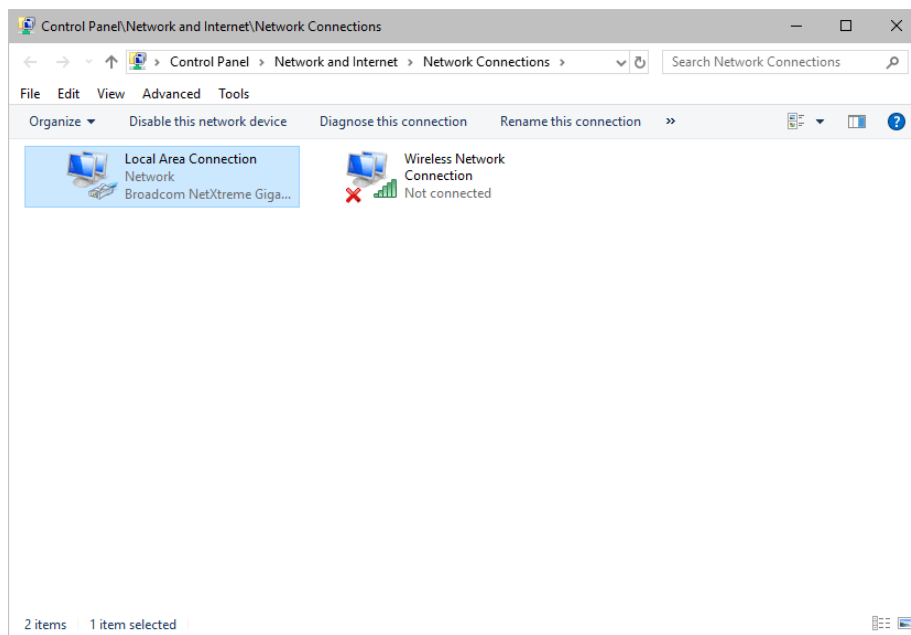 Control Panel\Network and Internet\Network Connections
Control Panel > Network and Internet > Network Connections >
Search Network Connections
File Edit View Advanced Tools
Organize Disable this network device Diagnose this connection Rename this connection »
Local Area Connection
Network
Broadcom NetXtreme Giga...
Wireless Network
Connection
Not connected
2 items 1 item selected